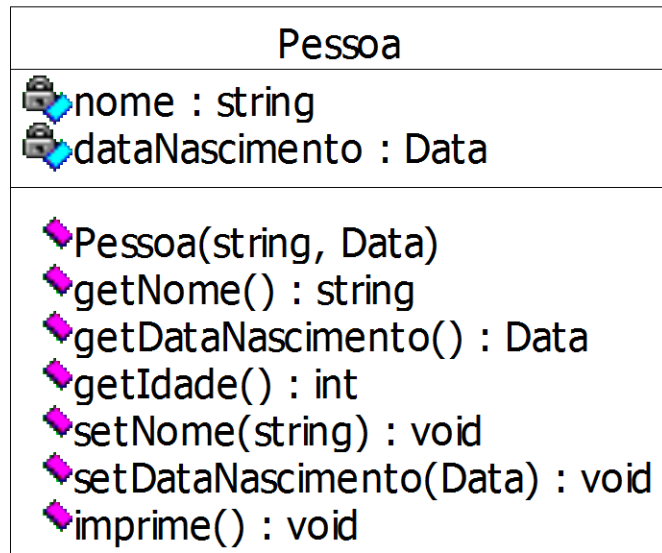 Pessoa
nome : string
dataNascimento : Data
Pessoa(string, Data)
getNome() : string
getDataNascimento() : Data
getIdade() : int
setNome(string) : void
setDataNascimento(Data) : void
imprime() : void